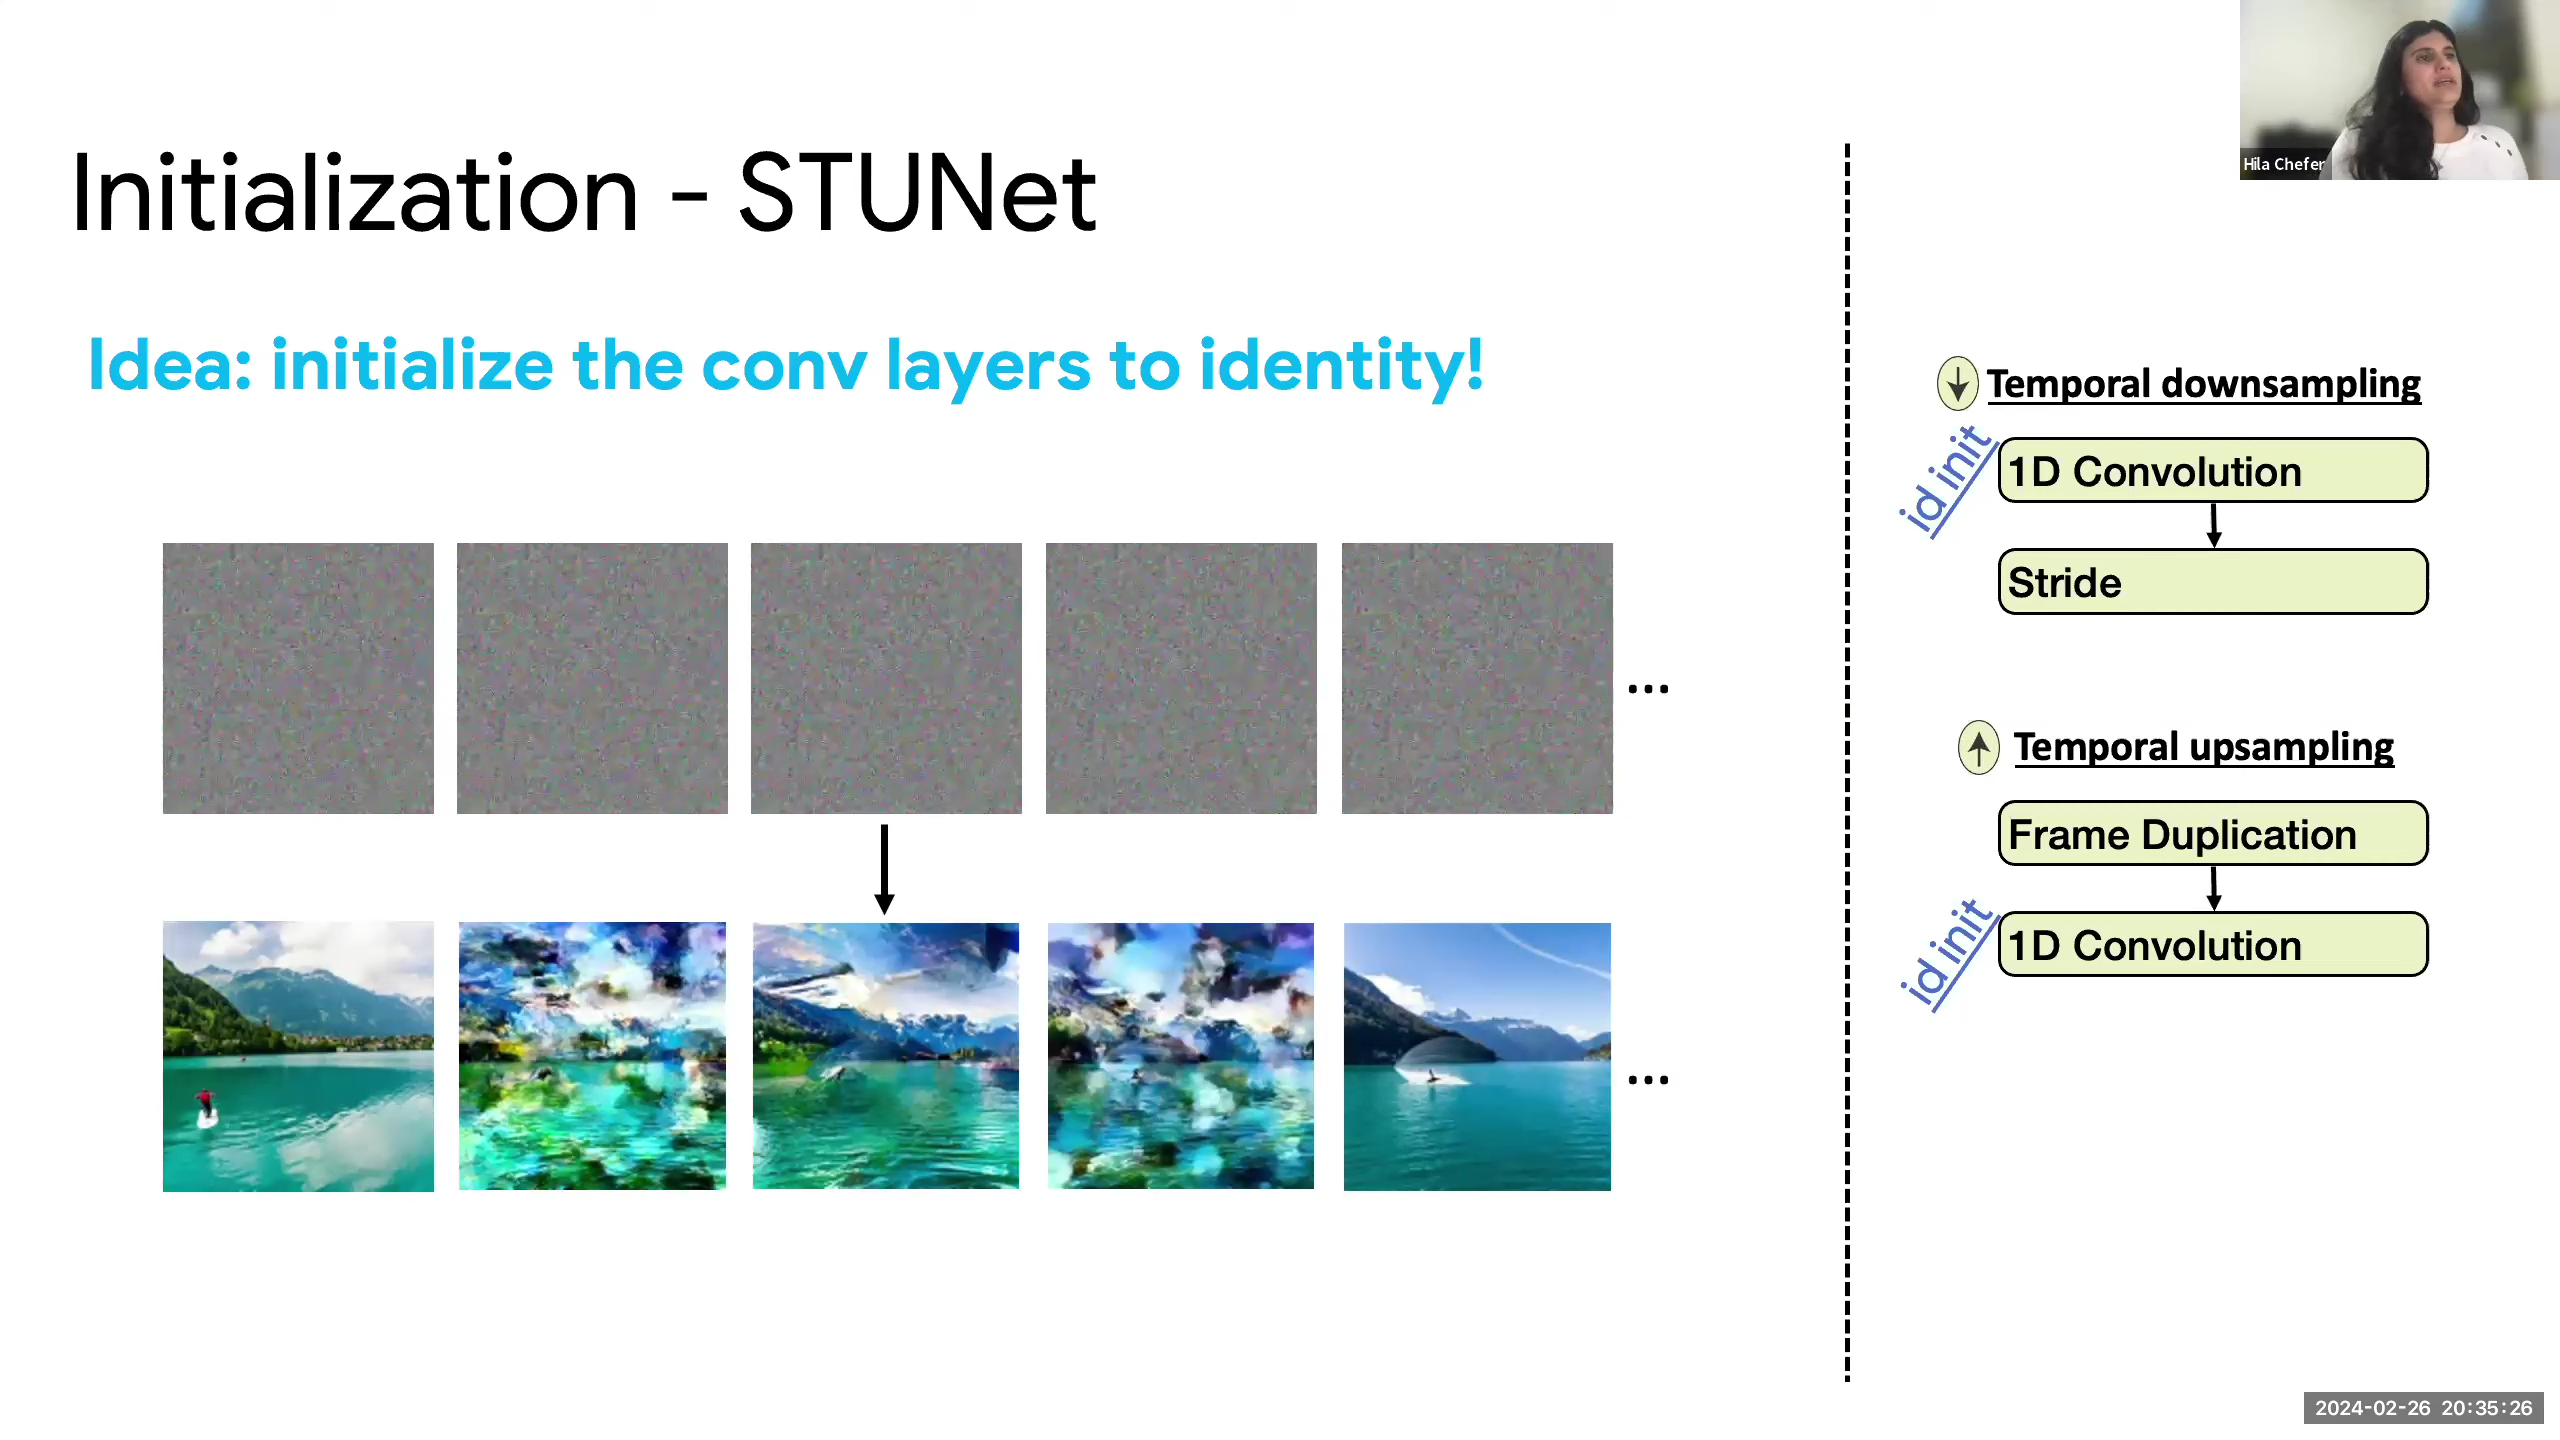 Initialization - STUNet
Idea: initialize the conv layers to identity!
...
...
Hila Chefer
Temporal downsampling
id init
1D Convolution
Stride
Temporal upsampling
Frame Duplication
id init
1D Convolution
2024-02-26 20:35:26